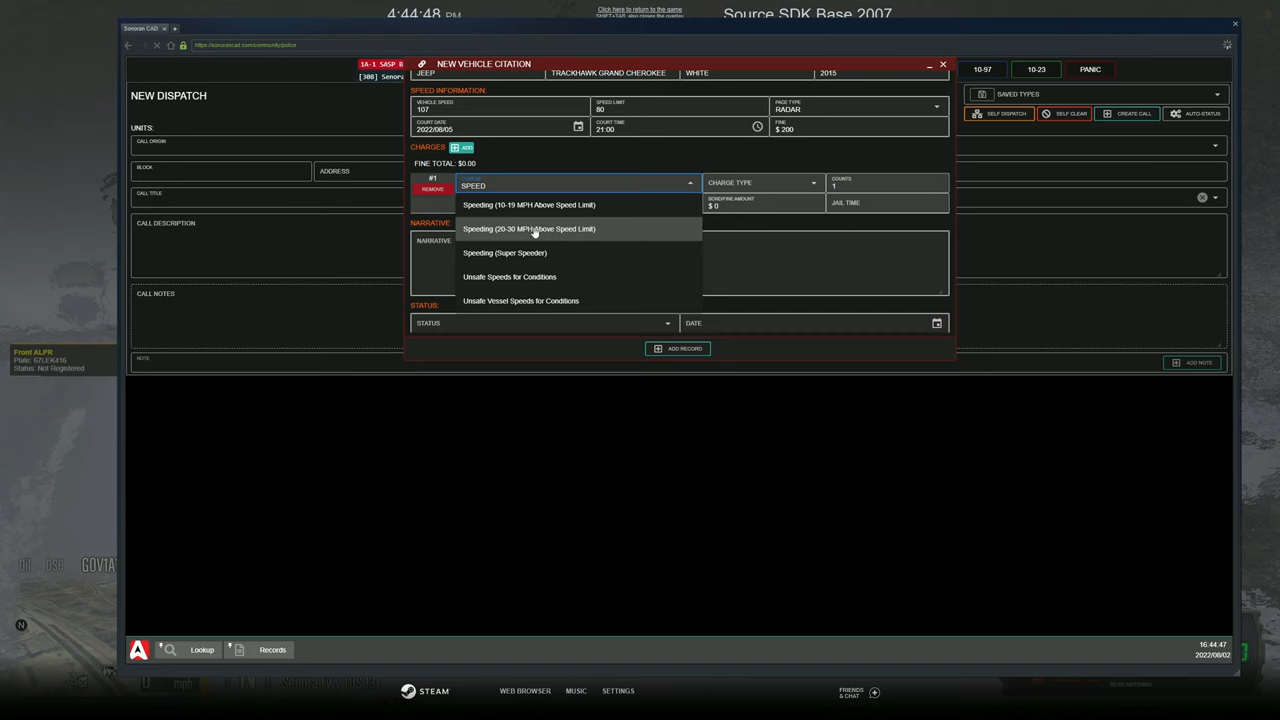 4:44:48 PM
Click here to return to the game
SHIFT+TAB also closes the overlay
Source SDK Base 2007
Sonoran CAD
https://sonorancad.com/community/police
1A-1 SASP B
[308] Senora
NEW VEHICLE CITATION
10-97
10-23
PANIC
NEW DISPATCH
JEEP
TRACKHAWK GRAND CHEROKEE
WHITE
2015
SAVED TYPES
SPEED INFORMATION:
VEHICLE SPEED
107
SPEED LIMIT
80
PACE TYPE
RADAR
SELF DISPATCH
SELF CLEAR
CREATE CALL
AUTO-STATUS
UNITS:
COURT DATE
2022/08/05
COURT TIME
21:00
FINE
$ 200
CALL ORIGIN
CHARGES
ADD
FINE TOTAL: $0.00
BLOCK
ADDRESS
#1
REMOVE
CHARGE
SPEED
CHARGE TYPE
COUNTS
1
CALL TITLE
Speeding (10-19 MPH Above Speed Limit)
BOND/FINE AMOUNT
$ 0
JAIL TIME
CALL DESCRIPTION
NARRATIVE:
Speeding (20-30 MPH Above Speed Limit)
NARRATIVE
Speeding (Super Speeder)
Unsafe Speeds for Conditions
CALL NOTES
Unsafe Vessel Speeds for Conditions
STATUS:
STATUS
DATE
ADD RECORD
Front ALPR
Plate: 67LEK416
Status: Not Registered
NOTE
ADD NOTE
GOV1A
N
Lookup
Records
16:44:47
2022/08/02
mph
STEAM
WEB BROWSER
MUSIC
SETTINGS
FRIENDS
& CHAT